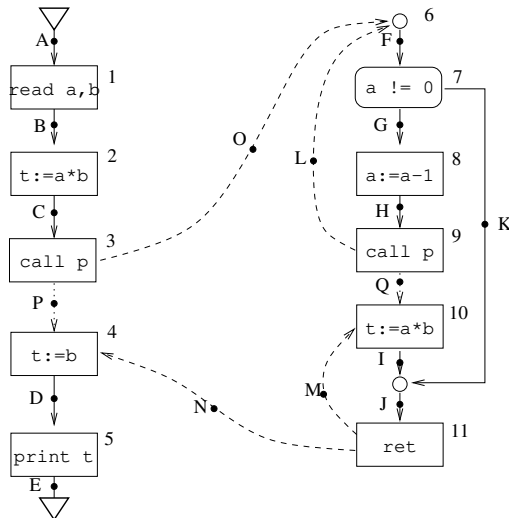 A
1
read a,b
B
2
t:=a*b
C
3
call p
P
4
t:=b
D
5
print t
E
O
L
N
M
6
F
7
a != 0
G
8
a:=a-1
H
9
call p
K
Q
10
t:=a*b
I
J
11
ret